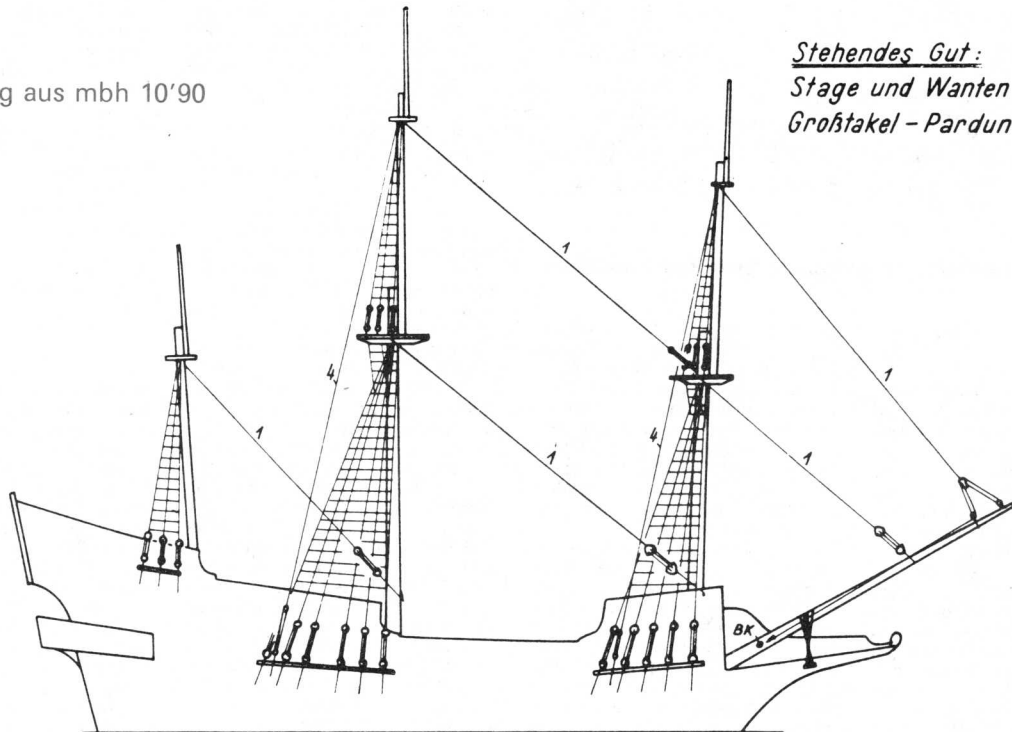 g aus mbh 10'90
Stehendes Gut:
Stage und Wanten
Großtakel-Pardun
1
1
1
4
4
1
1
BK